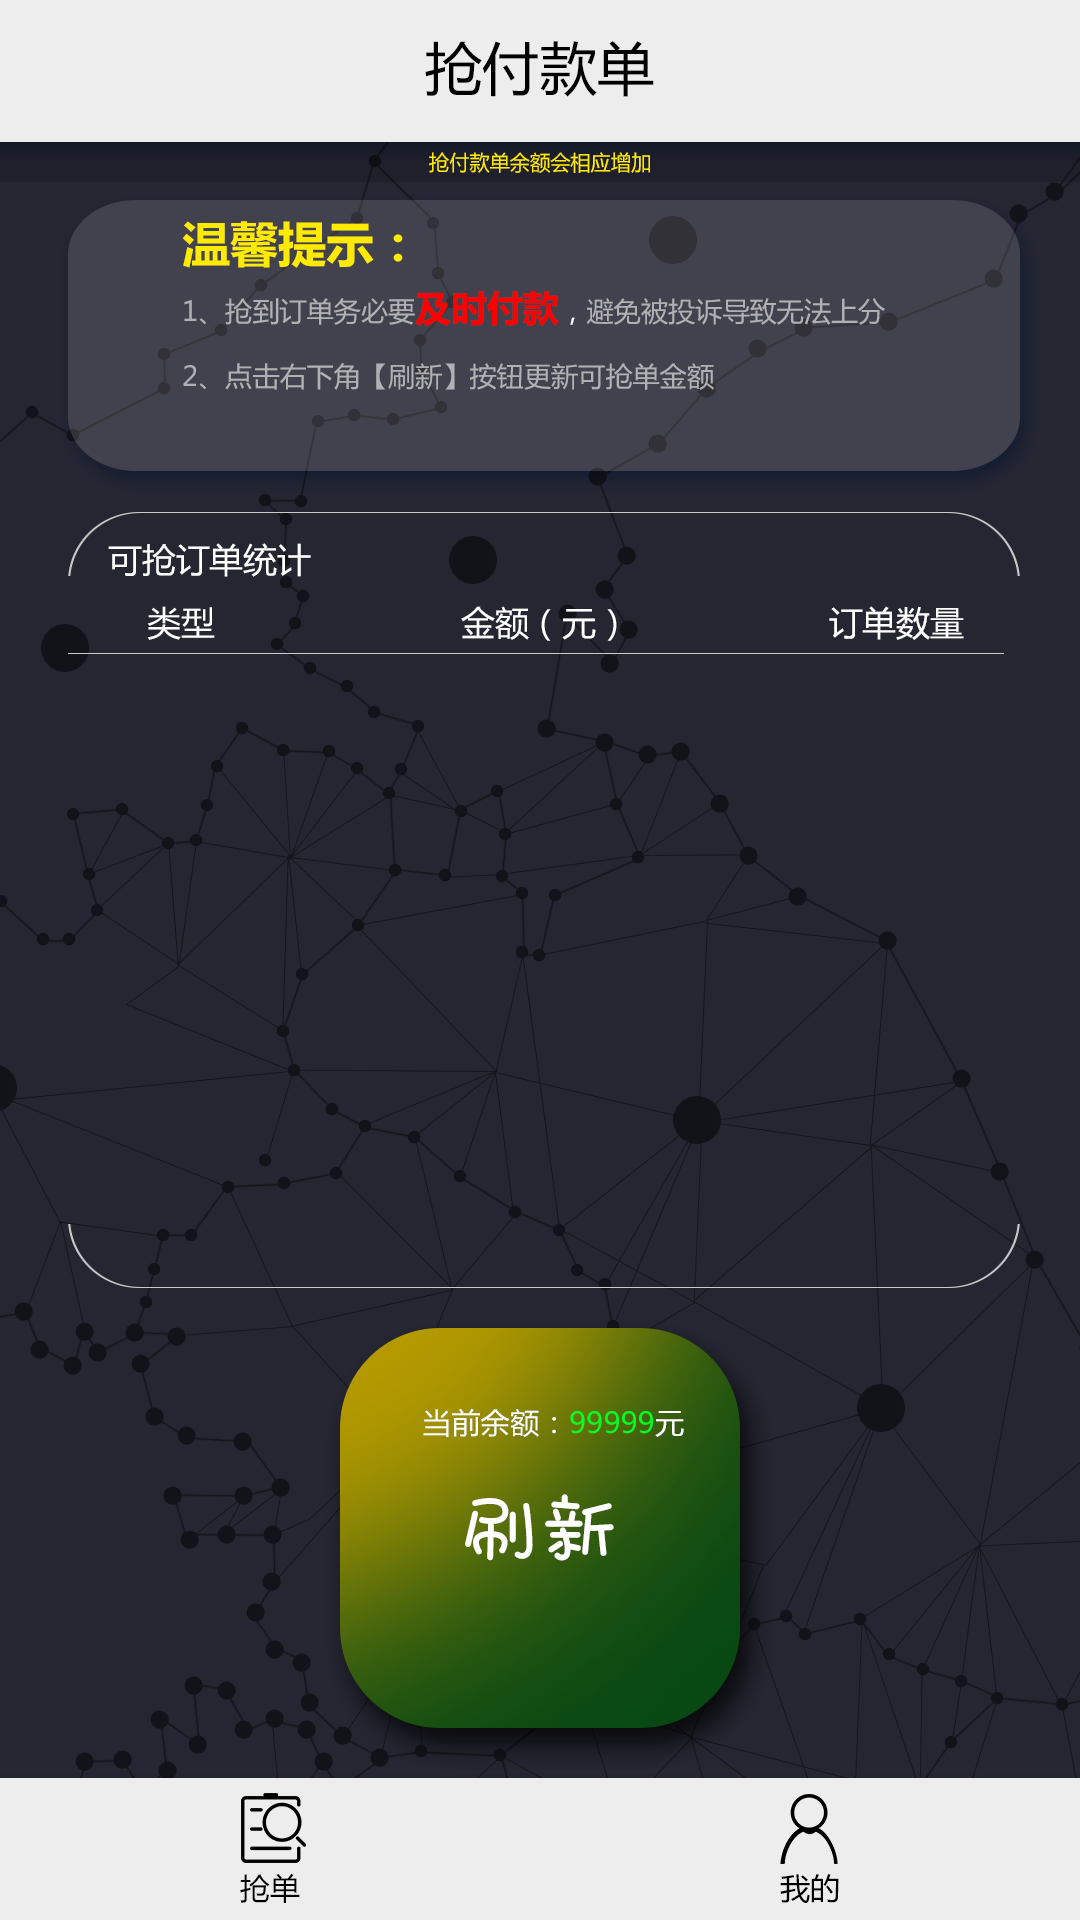 抢付款单
抢付款单余额会相应增加
温馨提示：
1、抢到订单务必要及时付款，避免被投诉导致无法上分
2、点击右下角【刷新】按钮更新可抢单金额
可抢订单统计
类型 金额（元） 订单数量
当前余额：99999元
刷新
抢单 我的